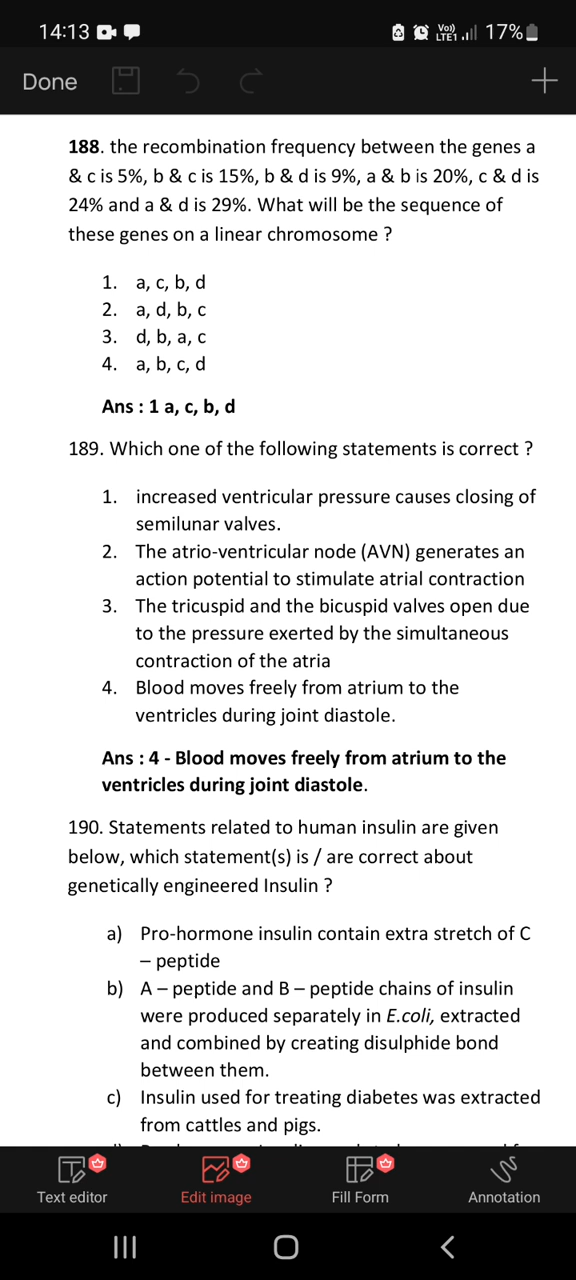 14:13
Vo)) LTE1 17%
Done
188. the recombination frequency between the genes a
& c is 5%, b & c is 15%, b & d is 9%, a & b is 20%, c & d is
24% and a & d is 29%. What will be the sequence of
these genes on a linear chromosome ?
1. a, c, b, d
2. a, d, b, c
3. d, b, a, c
4. a, b, c, d
Ans : 1 a, c, b, d
189. Which one of the following statements is correct ?
1. increased ventricular pressure causes closing of
semilunar valves.
2. The atrio-ventricular node (AVN) generates an
action potential to stimulate atrial contraction
3. The tricuspid and the bicuspid valves open due
to the pressure exerted by the simultaneous
contraction of the atria
4. Blood moves freely from atrium to the
ventricles during joint diastole.
Ans : 4 - Blood moves freely from atrium to the
ventricles during joint diastole.
190. Statements related to human insulin are given
below, which statement(s) is / are correct about
genetically engineered Insulin ?
a) Pro-hormone insulin contain extra stretch of C
– peptide
b) A – peptide and B – peptide chains of insulin
were produced separately in E.coli, extracted
and combined by creating disulphide bond
between them.
c) Insulin used for treating diabetes was extracted
from cattles and pigs.
Text editor
Edit image
Fill Form
Annotation